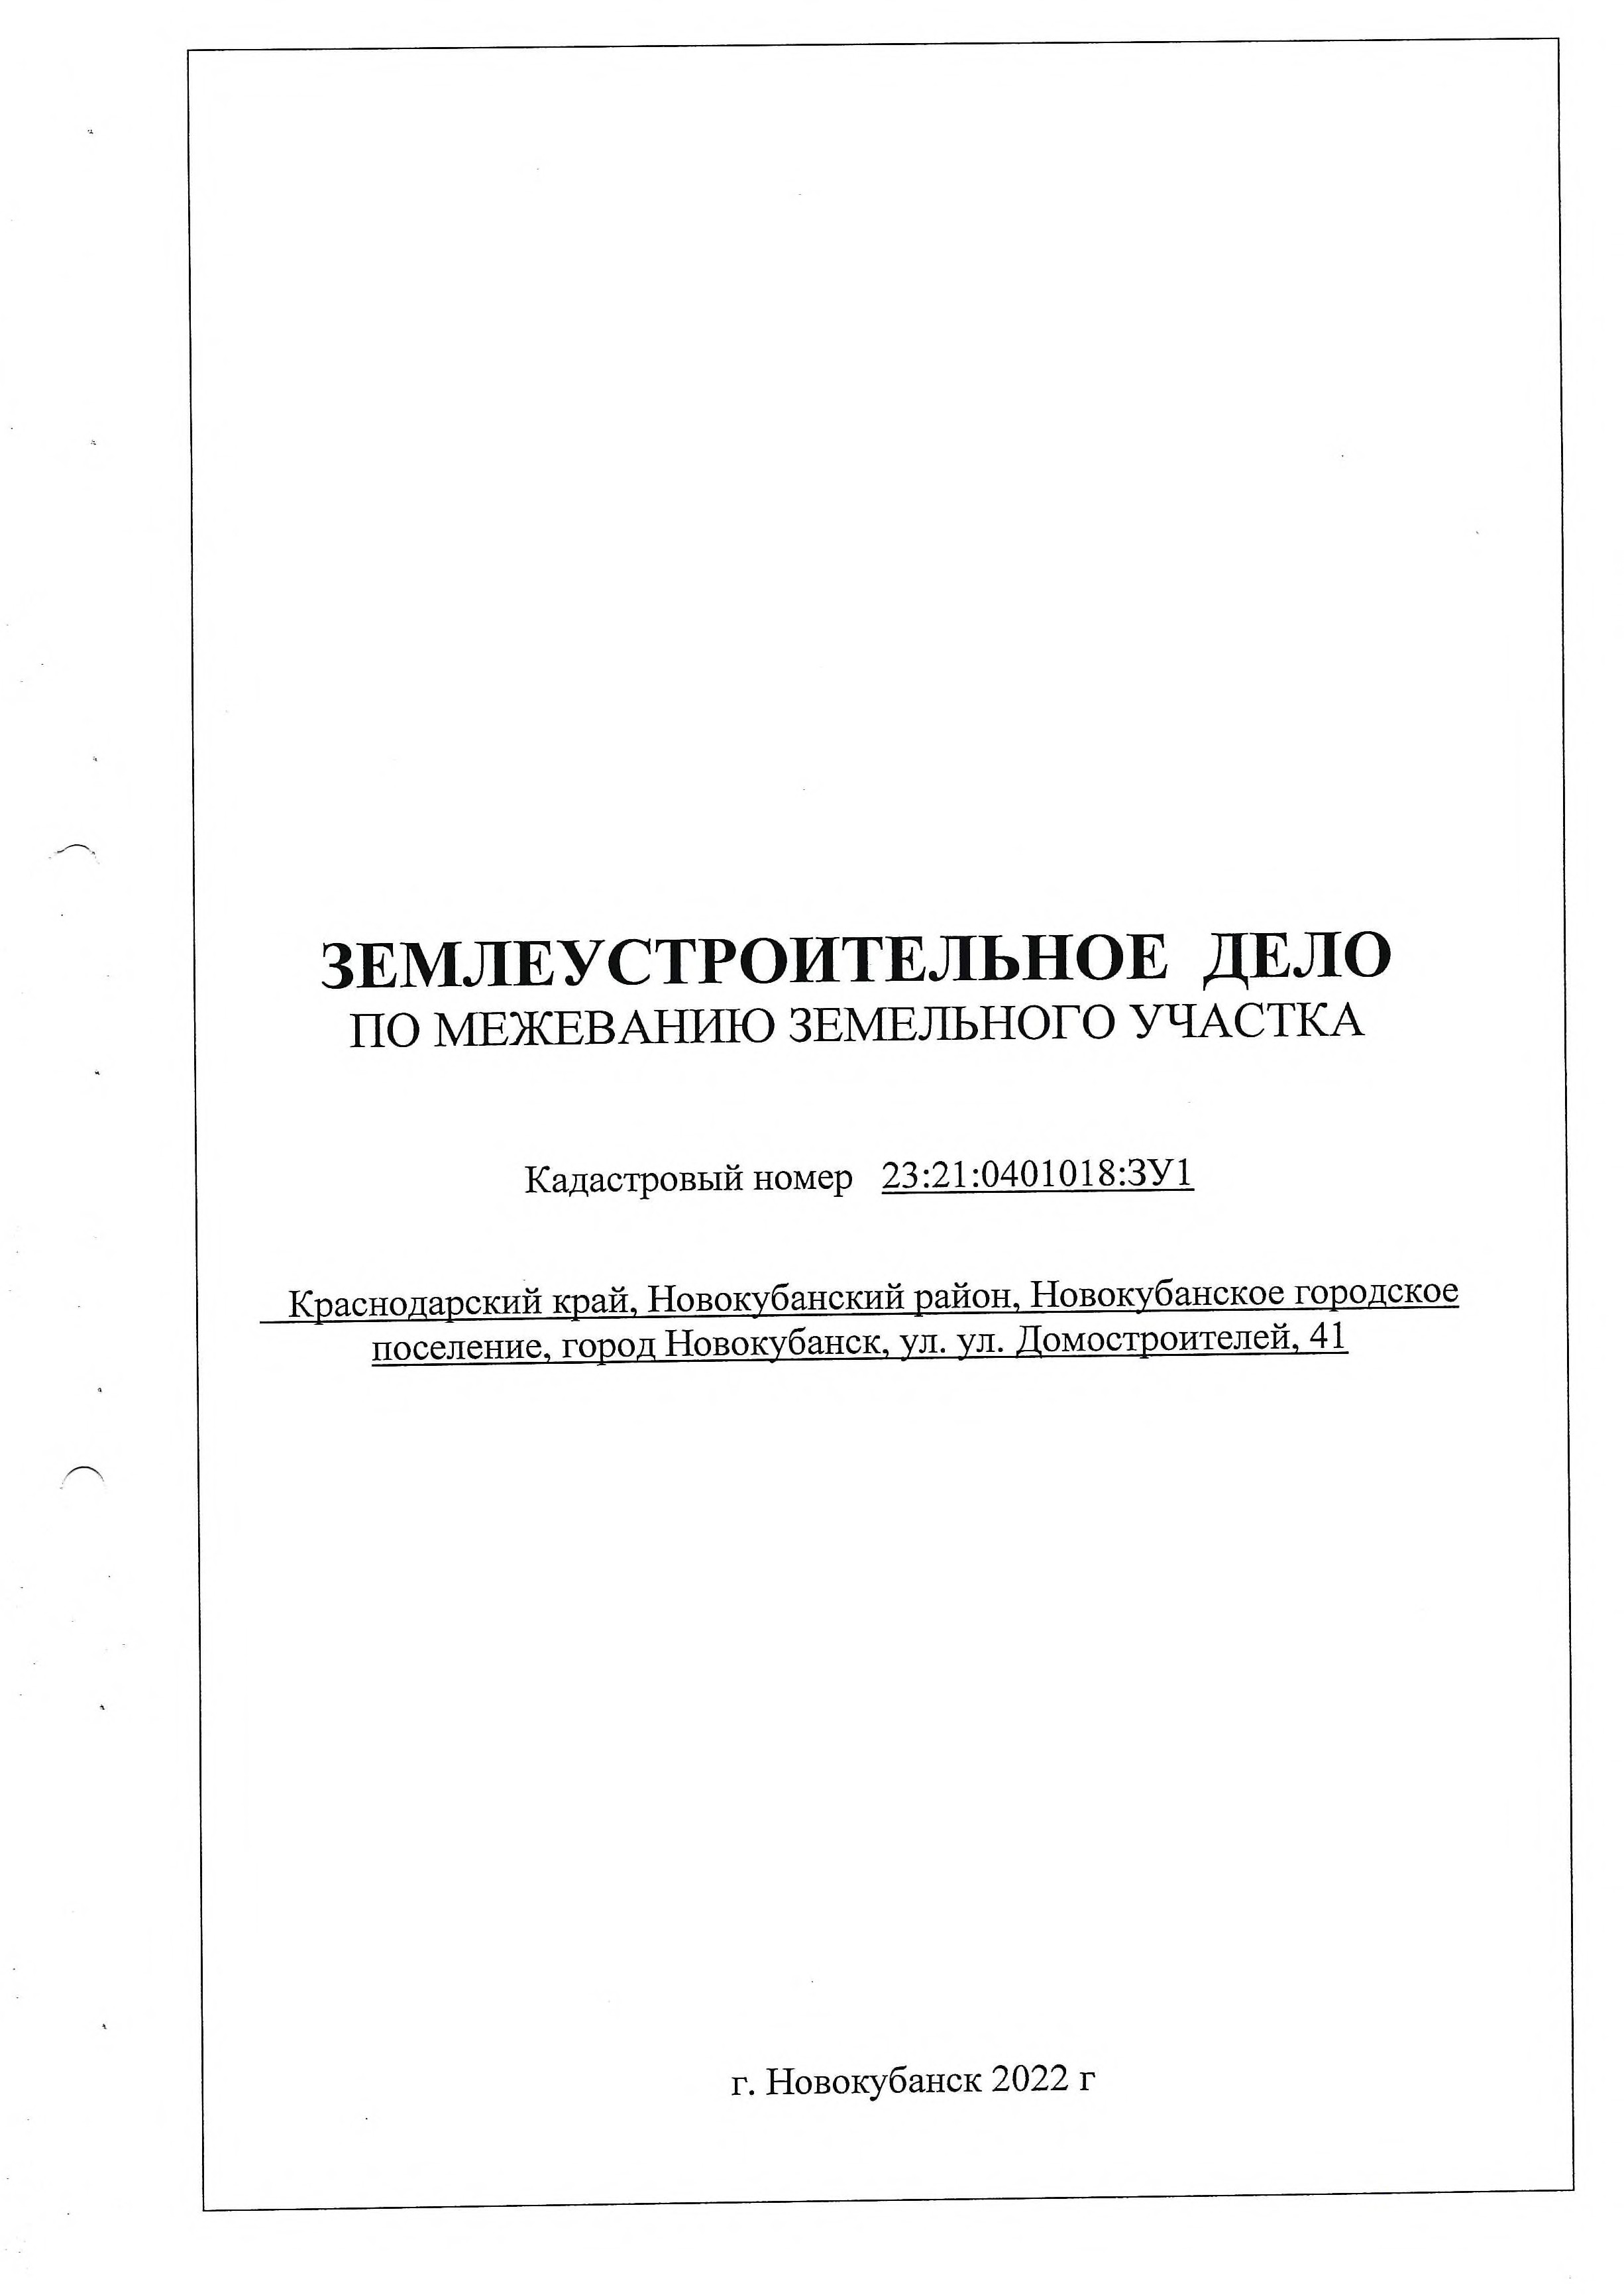 ЗЕМЛЕУСТРОИТЕЛЬНОЕ ДЕЛО
ПО МЕЖЕВАНИЮ ЗЕМЕЛЬНОГО УЧАСТКА
Кадастровый номер 23:21:0401018:ЗУ1
Краснодарский край, Новокубанский район, Новокубанское городское
поселение, город Новокубанск, ул. ул. Домостроителей, 41
г. Новокубанск 2022 г